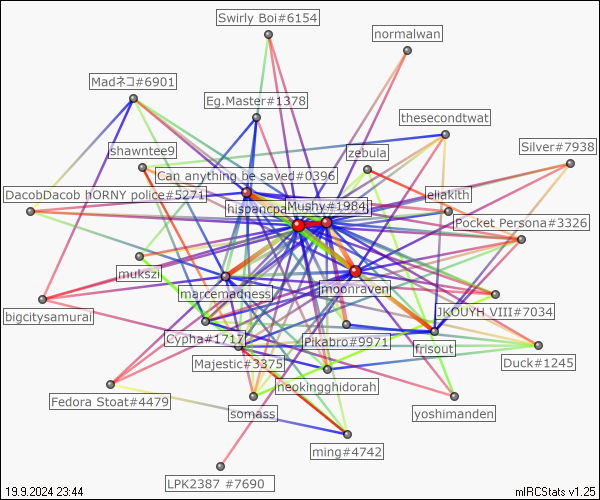 Swirly Boi#6154
normalwan
Madネコ#6901
Eg.Master#1378
thesecondtwat
shawntee9
zebula
Silver#7938
Can anything be saved#0396
DacobDacob hORNY police#5271
eliakith
hispancpa
Mushy#1984
Pocket Persona#3326
mukszi
marcemadness
moonraven
bigcitysamurai
JKOUYH VIII#7034
Cypha#1717
Pikabro#9971
frisout
Majestic#3375
Duck#1245
neokingghidorah
Fedora Stoat#4479
somass
yoshimanden
ming#4742
LPK2387 #7690
19.9.2024 23:44
mIRCStats v1.25